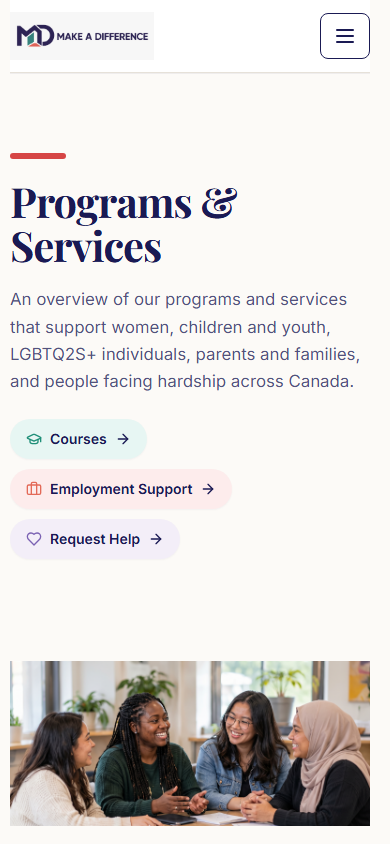 MD MAKE A DIFFERENCE
Programs &
Services
An overview of our programs and services
that support women, children and youth,
LGBTQ2S+ individuals, parents and families,
and people facing hardship across Canada.
Courses →
Employment Support →
Request Help →